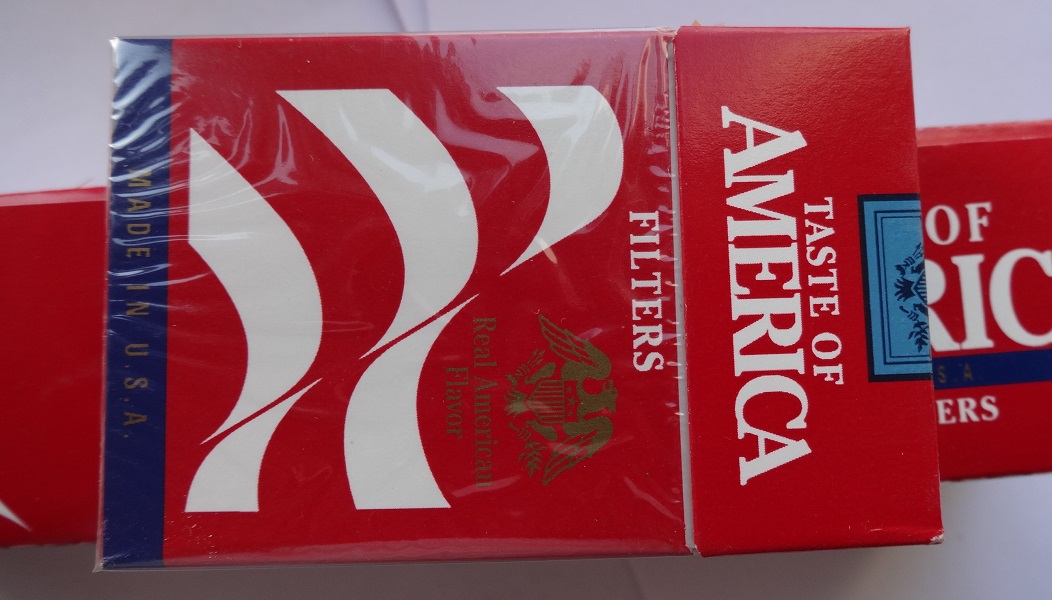 TASTE OF
AMERICA
FILTERS
Real American
Flavor
MADE IN U.S.A.
OF
RIC
S.A.
ERS